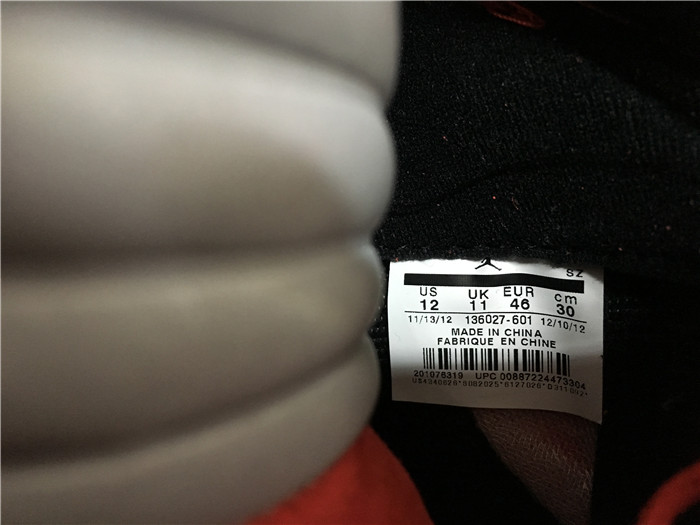 SZ
US UK EUR cm
12 11 46 30
11/13/12 136027-601 12/10/12
MADE IN CHINA
FABRIQUE EN CHINE
201076319 UPC 00887224473304